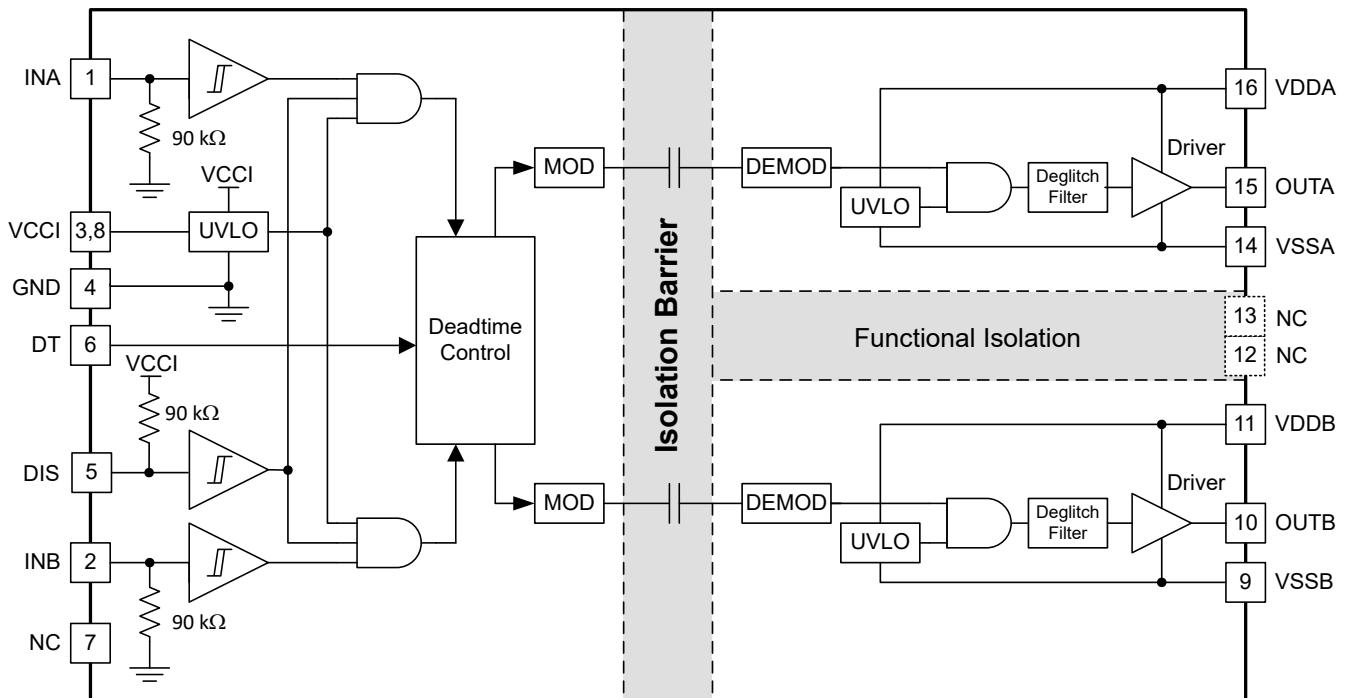 INA
1
90 kΩ
VCCI
VCCI
3,8
UVLO
GND
4
DT
6
VCCI
90 kΩ
DIS
5
INB
2
90 kΩ
NC
7
Deadtime
Control
MOD
MOD
Isolation Barrier
DEMOD
UVLO
Deglitch
Filter
Driver
16
VDDA
15
OUTA
14
VSSA
Functional Isolation
13
NC
12
NC
DEMOD
UVLO
Deglitch
Filter
Driver
11
VDDB
10
OUTB
9
VSSB